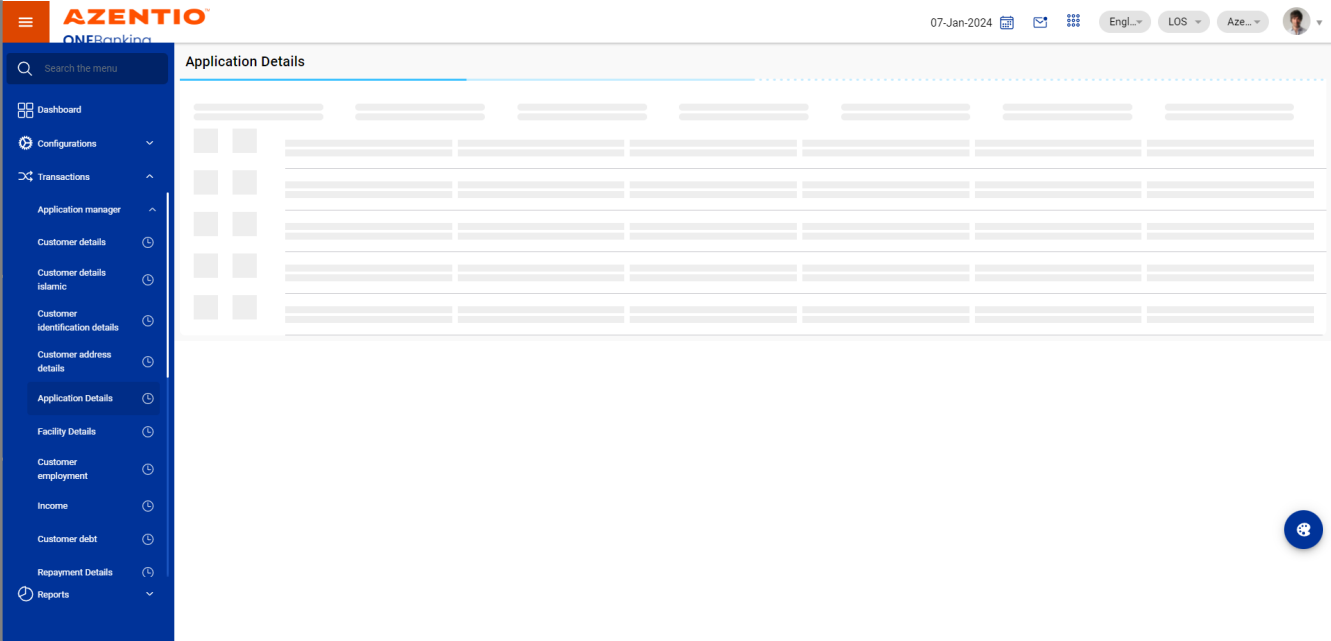 AZENTIO™
ONEBanking
07-Jan-2024
Engl...
LOS
Aze...
Search the menu
Dashboard
Configurations
Transactions
Application manager
Customer details
Customer details
islamic
Customer
identification details
Customer address
details
Application Details
Facility Details
Customer
employment
Income
Customer debt
Repayment Details
Reports
Application Details